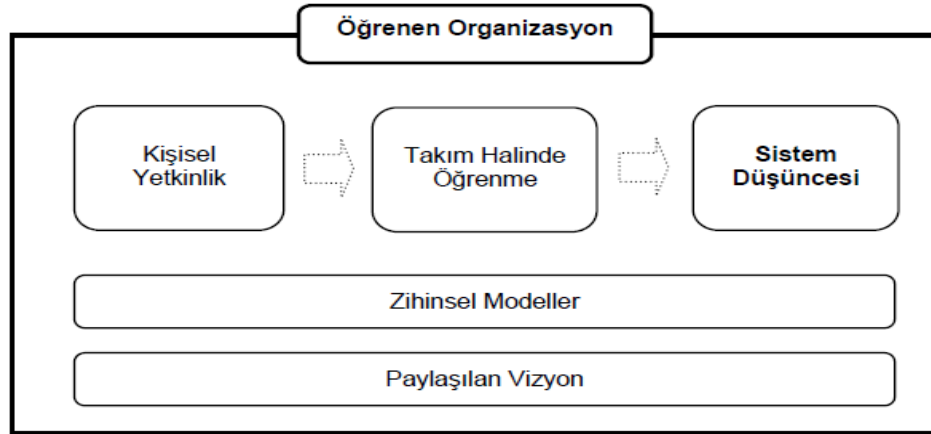 Öğrenen Organizasyon
Kişisel
Yetkinlik
Takım Halinde
Öğrenme
Sistem
Düşüncesi
Zihinsel Modeller
Paylaşılan Vizyon